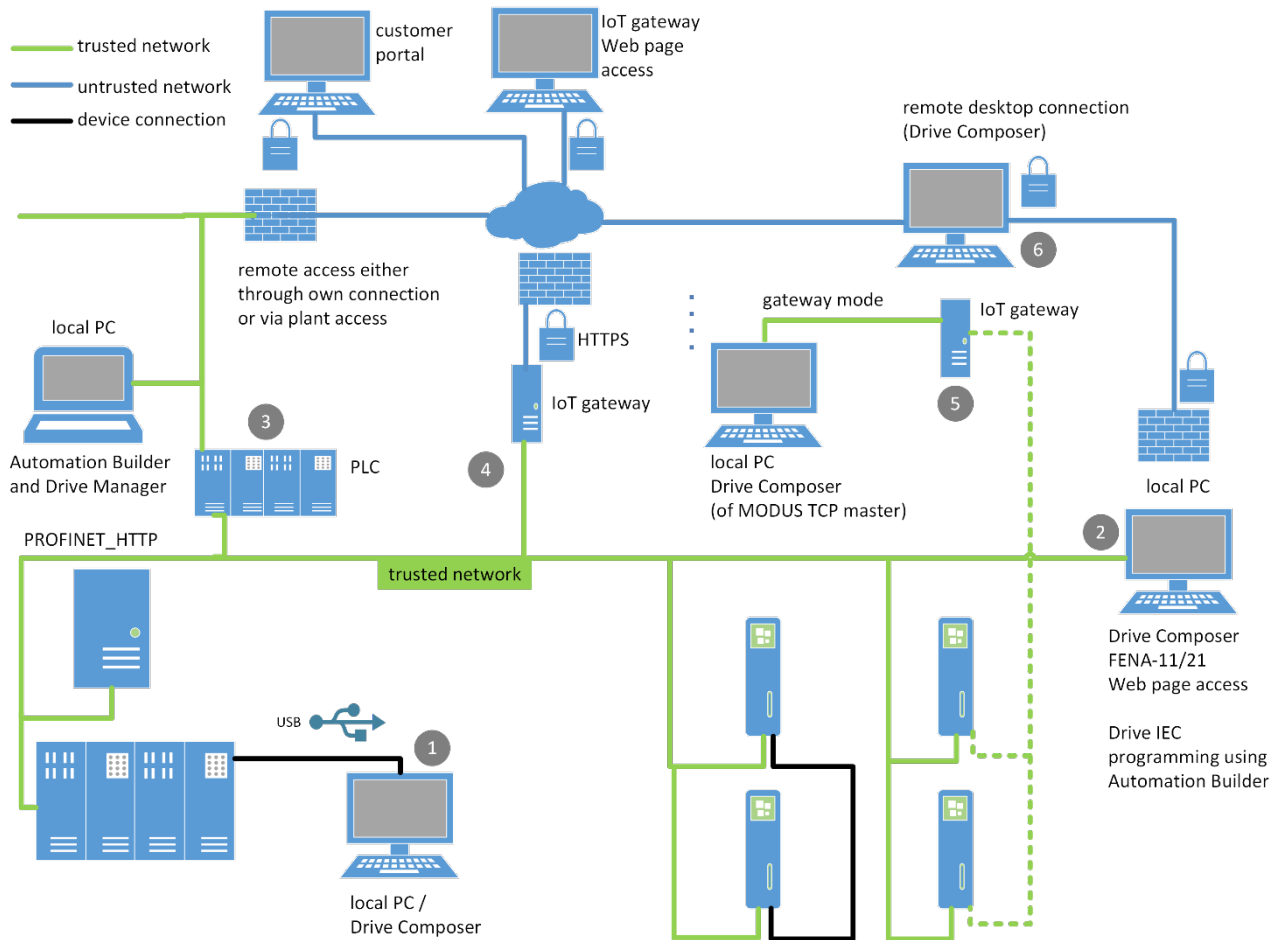 trusted network
untrusted network
device connection
customer
portal
IoT gateway
Web page
access
remote desktop connection
(Drive Composer)
6
remote access either
through own connection
or via plant access
gateway mode
IoT gateway
local PC
HTTPS
IoT gateway
5
3
Automation Builder
and Drive Manager
PLC
4
local PC
Drive Composer
(of MODUS TCP master)
local PC
2
PROFINET_HTTP
trusted network
Drive Composer
FENA-11/21
Web page access
Drive IEC
programming using
Automation Builder
USB
1
local PC /
Drive Composer